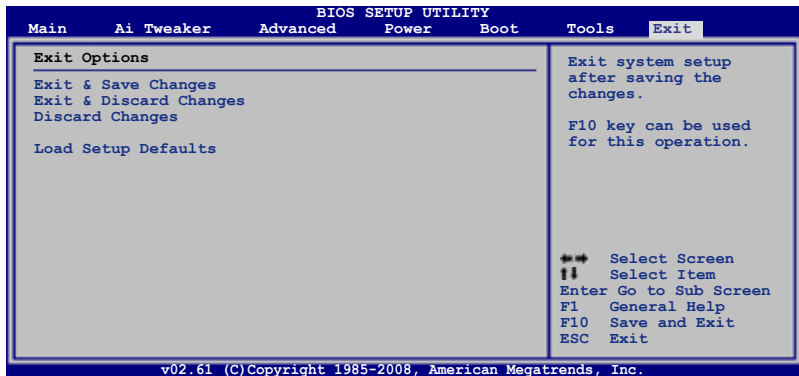 BIOS SETUP UTILITY
Main Ai Tweaker Advanced Power Boot Tools Exit
Exit Options
Exit & Save Changes
Exit & Discard Changes
Discard Changes
Load Setup Defaults
Exit system setup
after saving the
changes.
F10 key can be used
for this operation.
←→ Select Screen
↑↓ Select Item
Enter Go to Sub Screen
F1 General Help
F10 Save and Exit
ESC Exit
v02.61 (C)Copyright 1985-2008, American Megatrends, Inc.